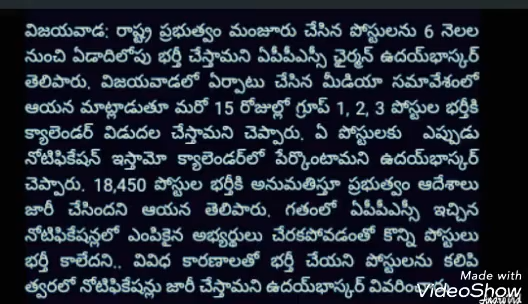 విజయవాడ: రాష్ట్ర ప్రభుత్వం మంజూరు చేసిన పోస్టులను 6 నెలల
నుంచి ఏడాదిలోపు భర్తీ చేస్తామని ఏపీపీఎస్సీ ఛైర్మన్ ఉదయ్‌భాస్కర్
తెలిపారు. విజయవాడలో ఏర్పాటు చేసిన మీడియా సమావేశంలో
ఆయన మాట్లాడుతూ మరో 15 రోజుల్లో గ్రూప్ 1, 2, 3 పోస్టుల భర్తీకి
క్యాలెండర్ విడుదల చేస్తామని చెప్పారు. ఏ పోస్టులకు ఎప్పుడు
నోటిఫికేషన్ ఇస్తామో క్యాలెండర్‌లో పేర్కొంటామని ఉదయ్‌భాస్కర్
చెప్పారు. 18,450 పోస్టుల భర్తీకి అనుమతిస్తూ ప్రభుత్వం ఆదేశాలు
జారీ చేసిందని ఆయన తెలిపారు. గతంలో ఏపీపీఎస్సీ ఇచ్చిన
నోటిఫికేషన్లలో ఎంపికైన అభ్యర్థులు చేరకపోవడంతో కొన్ని పోస్టులు
భర్తీ కాలేదని.. వివిధ కారణాలతో భర్తీ చేయని పోస్టులను కలిపి
త్వరలో నోటిఫికేషన్లు జారీ చేస్తామని ఉదయ్‌భాస్కర్
Made with
VideoShow